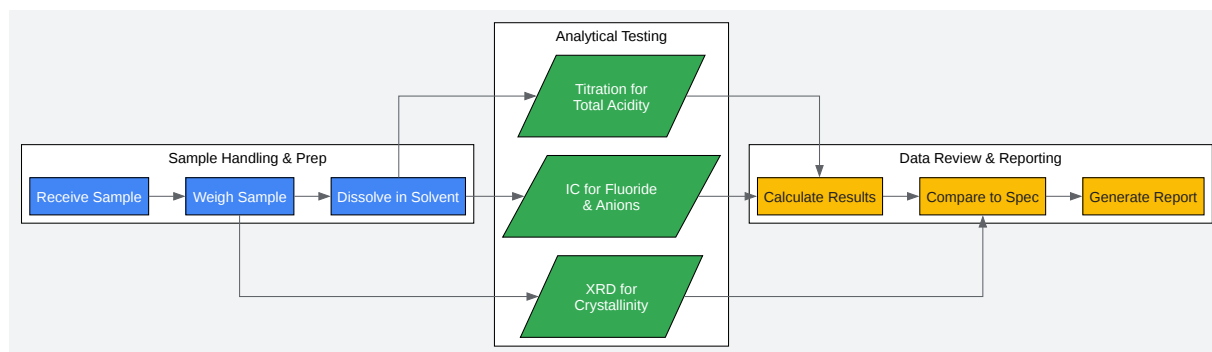 Analytical Testing
Titration for
Total Acidity
Sample Handling & Prep
Receive Sample
Weigh Sample
Dissolve in Solvent
IC for Fluoride
& Anions
XRD for
Crystallinity
Data Review & Reporting
Calculate Results
Compare to Spec
Generate Report